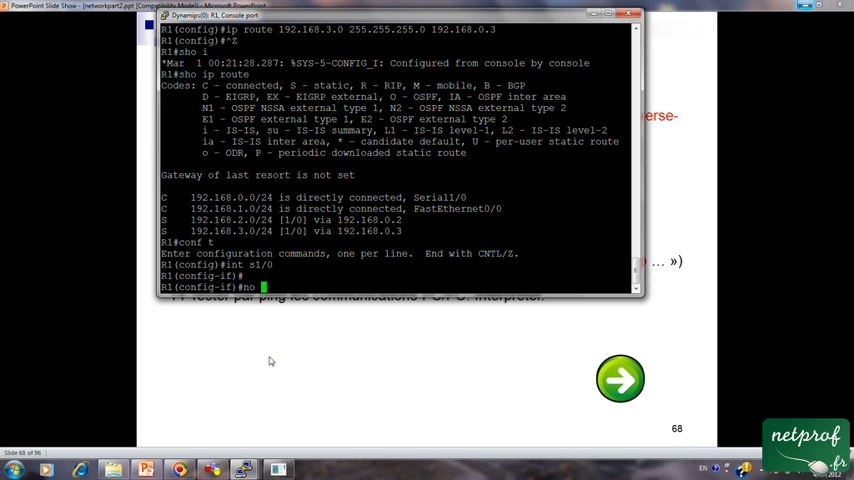 PowerPoint Slide Show - [networkpart2.ppt [Compatibility Mode] - Microsoft PowerPoint
Dynamips(0): R1, Console port
R1(config)#ip route 192.168.3.0 255.255.255.0 192.168.0.3
R1(config)#^Z
R1#sho i
*Mar  1 00:21:28.287: %SYS-5-CONFIG_I: Configured from console by console
R1#sho ip route
Codes: C - connected, S - static, R - RIP, M - mobile, B - BGP
D - EIGRP, EX - EIGRP external, O - OSPF, IA - OSPF inter area
N1 - OSPF NSSA external type 1, N2 - OSPF NSSA external type 2
E1 - OSPF external type 1, E2 - OSPF external type 2
i - IS-IS, su - IS-IS summary, L1 - IS-IS level-1, L2 - IS-IS level-2
ia - IS-IS inter area, * - candidate default, U - per-user static route
o - ODR, P - periodic downloaded static route
Gateway of last resort is not set
C    192.168.0.0/24 is directly connected, Serial1/0
C    192.168.1.0/24 is directly connected, FastEthernet0/0
S    192.168.2.0/24 [1/0] via 192.168.0.2
S    192.168.3.0/24 [1/0] via 192.168.0.3
R1#conf t
Enter configuration commands, one per line.  End with CNTL/Z.
R1(config)#int s1/0
R1(config-if)#
R1(config-if)#no
erse-
... »)
par ping les communications
Interpréter.
68
netprof
.fr
Slide 68 of 96
EN
2012